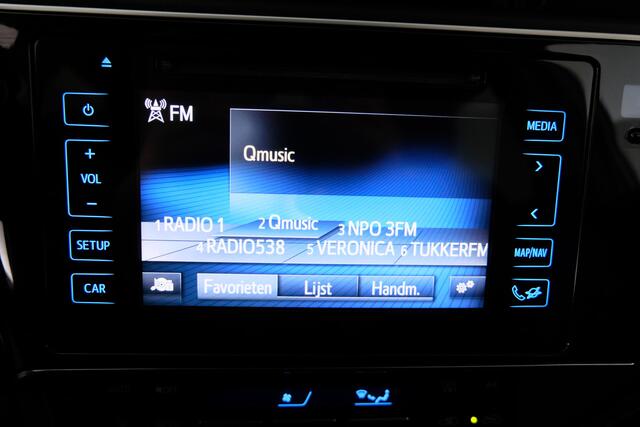 FM
MEDIA
+
VOL
−
Qmusic
1 RADIO 1 2 Qmusic 3 NPO 3FM
SETUP
4 RADIO538 5 VERONICA 6 TUKKERFM
MAP/NAV
CAR
Favorieten Lijst Handm.